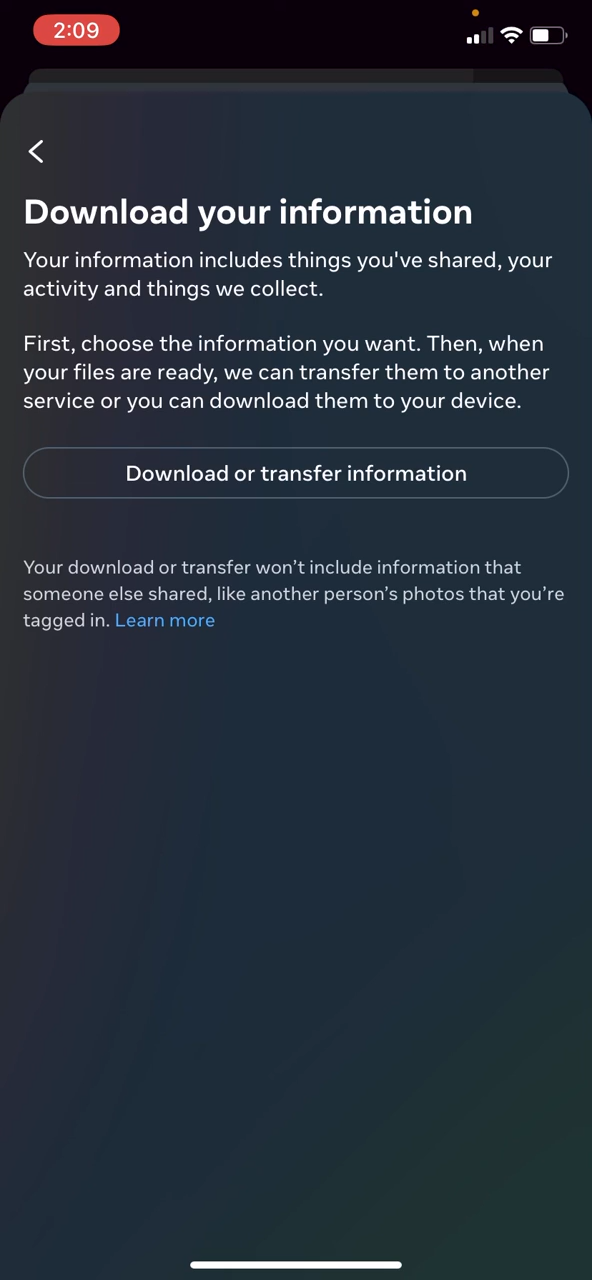 2:09
Download your information
Your information includes things you've shared, your
activity and things we collect.
First, choose the information you want. Then, when
your files are ready, we can transfer them to another
service or you can download them to your device.
Download or transfer information
Your download or transfer won’t include information that
someone else shared, like another person’s photos that you’re
tagged in. Learn more